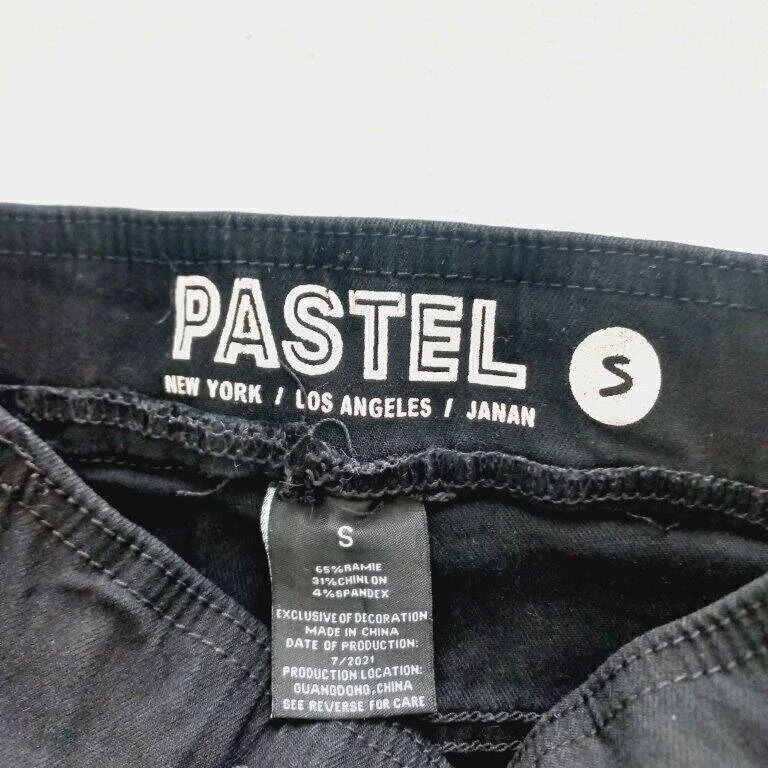 PASTEL
S
NEW YORK / LOS ANGELES / JANAN
S
65%RAMIE
31%CHINLON
4%SPANDEX
EXCLUSIVE OF DECORATION
MADE IN CHINA
DATE OF PRODUCTION:
7/2021
PRODUCTION LOCATION:
GUANGDONG,CHINA
SEE REVERSE FOR CARE